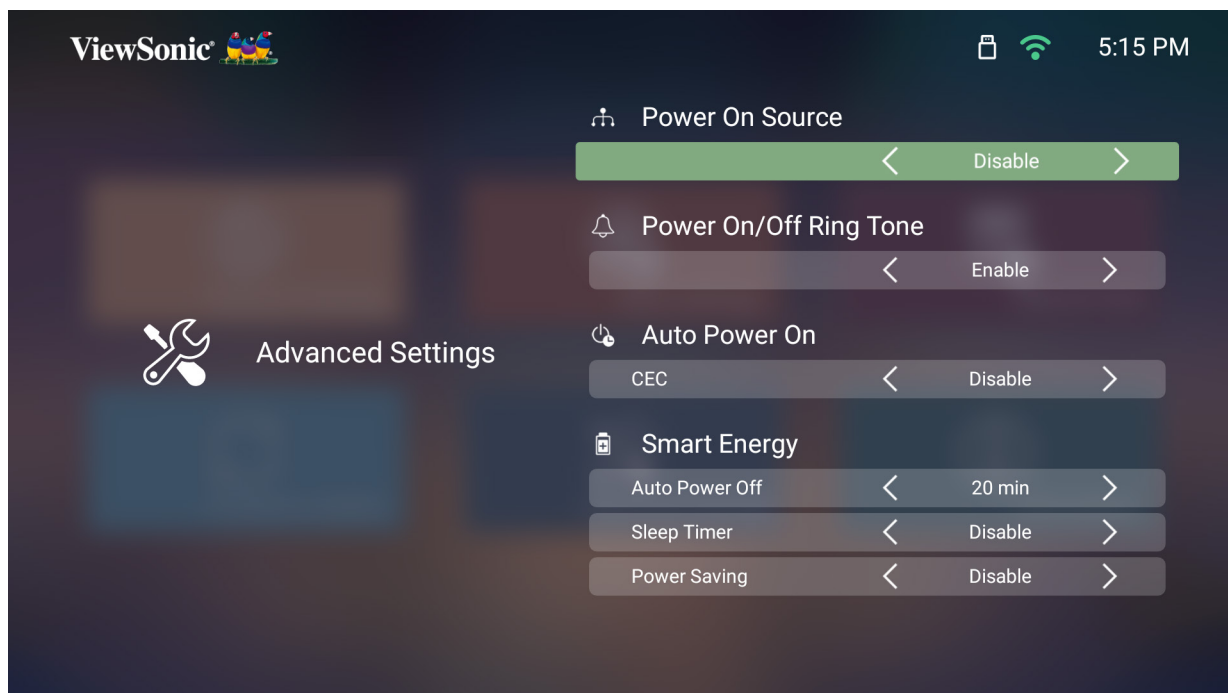 ViewSonic®
5:15 PM
Power On Source
Disable
Power On/Off Ring Tone
Enable
Advanced Settings
Auto Power On
CEC Disable
Smart Energy
Auto Power Off 20 min
Sleep Timer Disable
Power Saving Disable